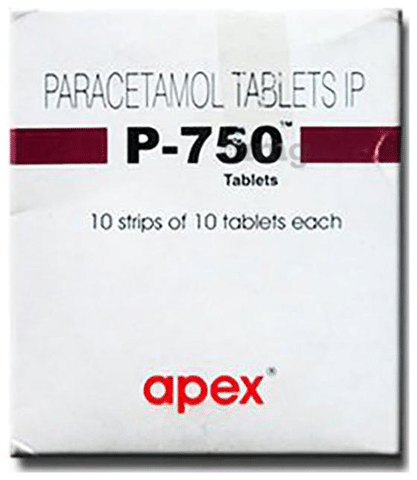 PARACETAMOL TABLETS IP
P-750™
Tablets
10 strips of 10 tablets each
apex®